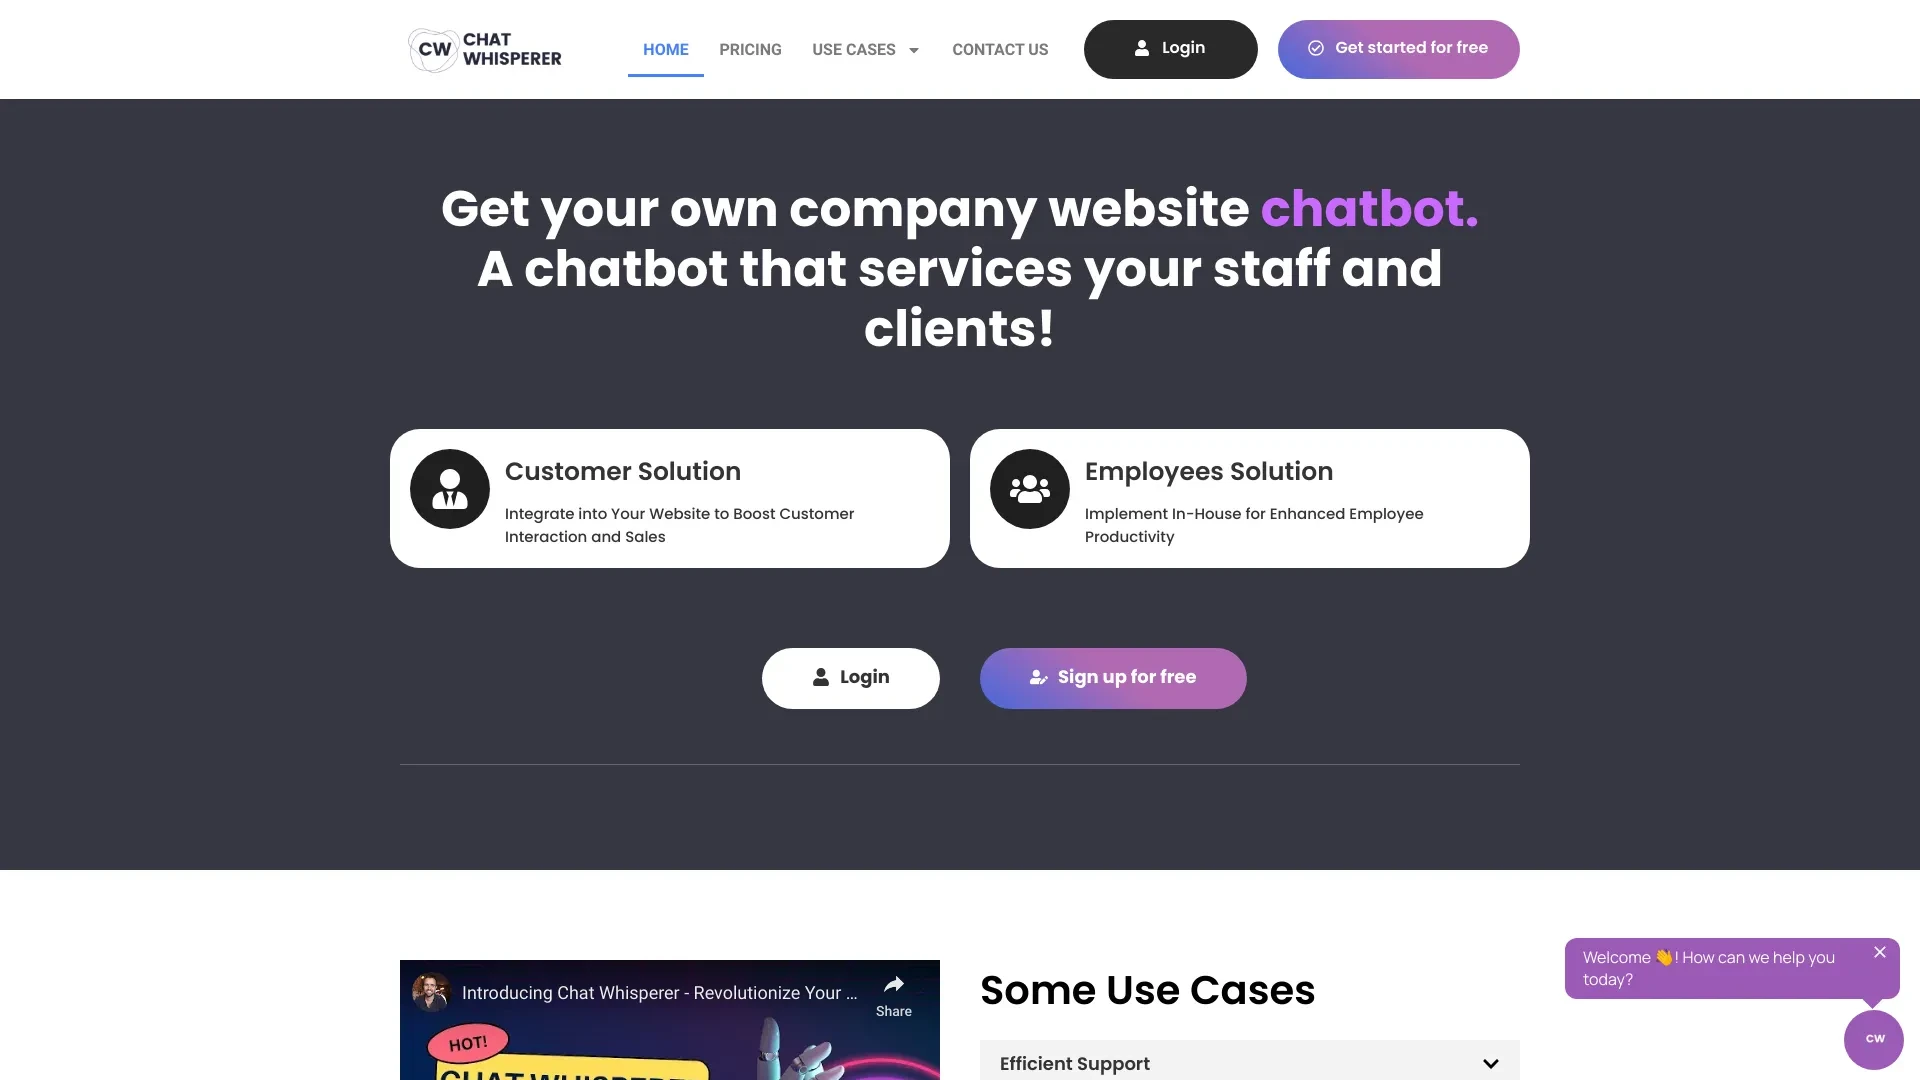 CW CHAT
WHISPERER
HOME
PRICING
USE CASES
CONTACT US
Login
Get started for free
Get your own company website chatbot.
A chatbot that services your staff and
clients!
Customer Solution
Integrate into Your Website to Boost Customer
Interaction and Sales
Employees Solution
Implement In-House for Enhanced Employee
Productivity
Login
Sign up for free
Introducing Chat Whisperer - Revolutionize Your ...
Share
HOT!
CHAT WHISPERE
Some Use Cases
Efficient Support
Welcome 👋! How can we help you
today?
CW